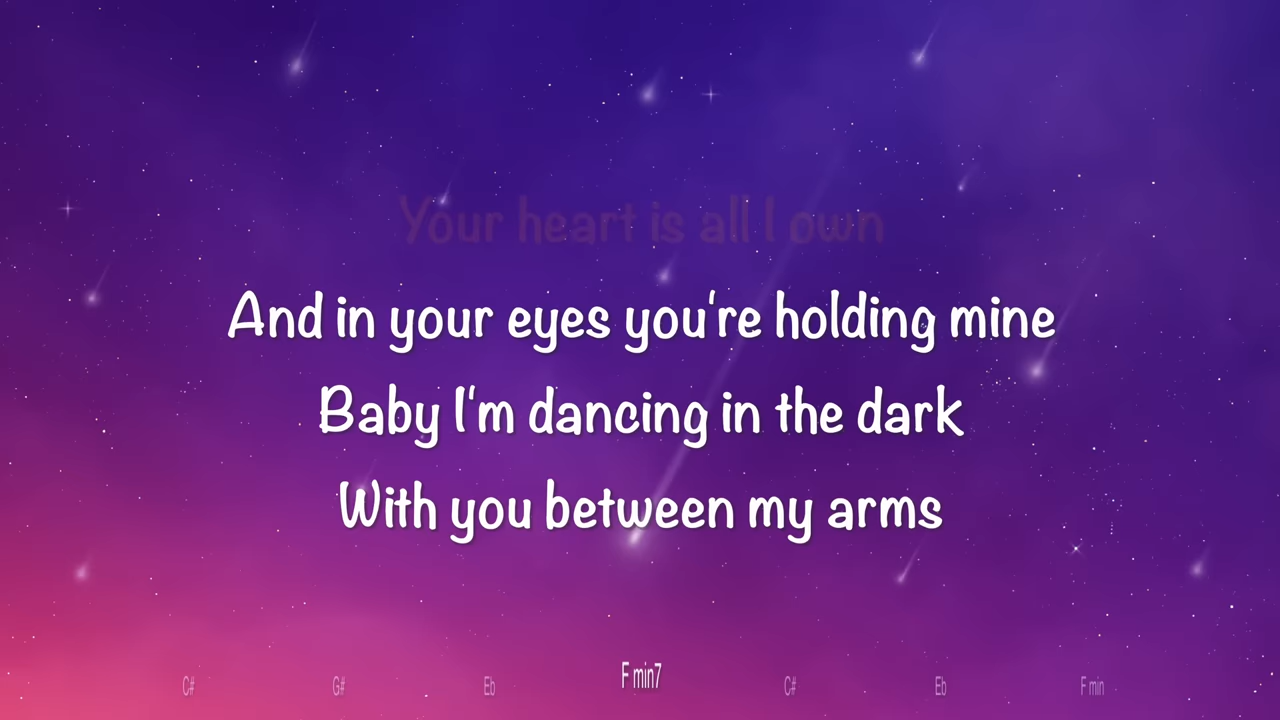 Your heart is all I own
And in your eyes you're holding mine
Baby I'm dancing in the dark
With you between my arms
C# G# Eb F min7 C# Eb F min